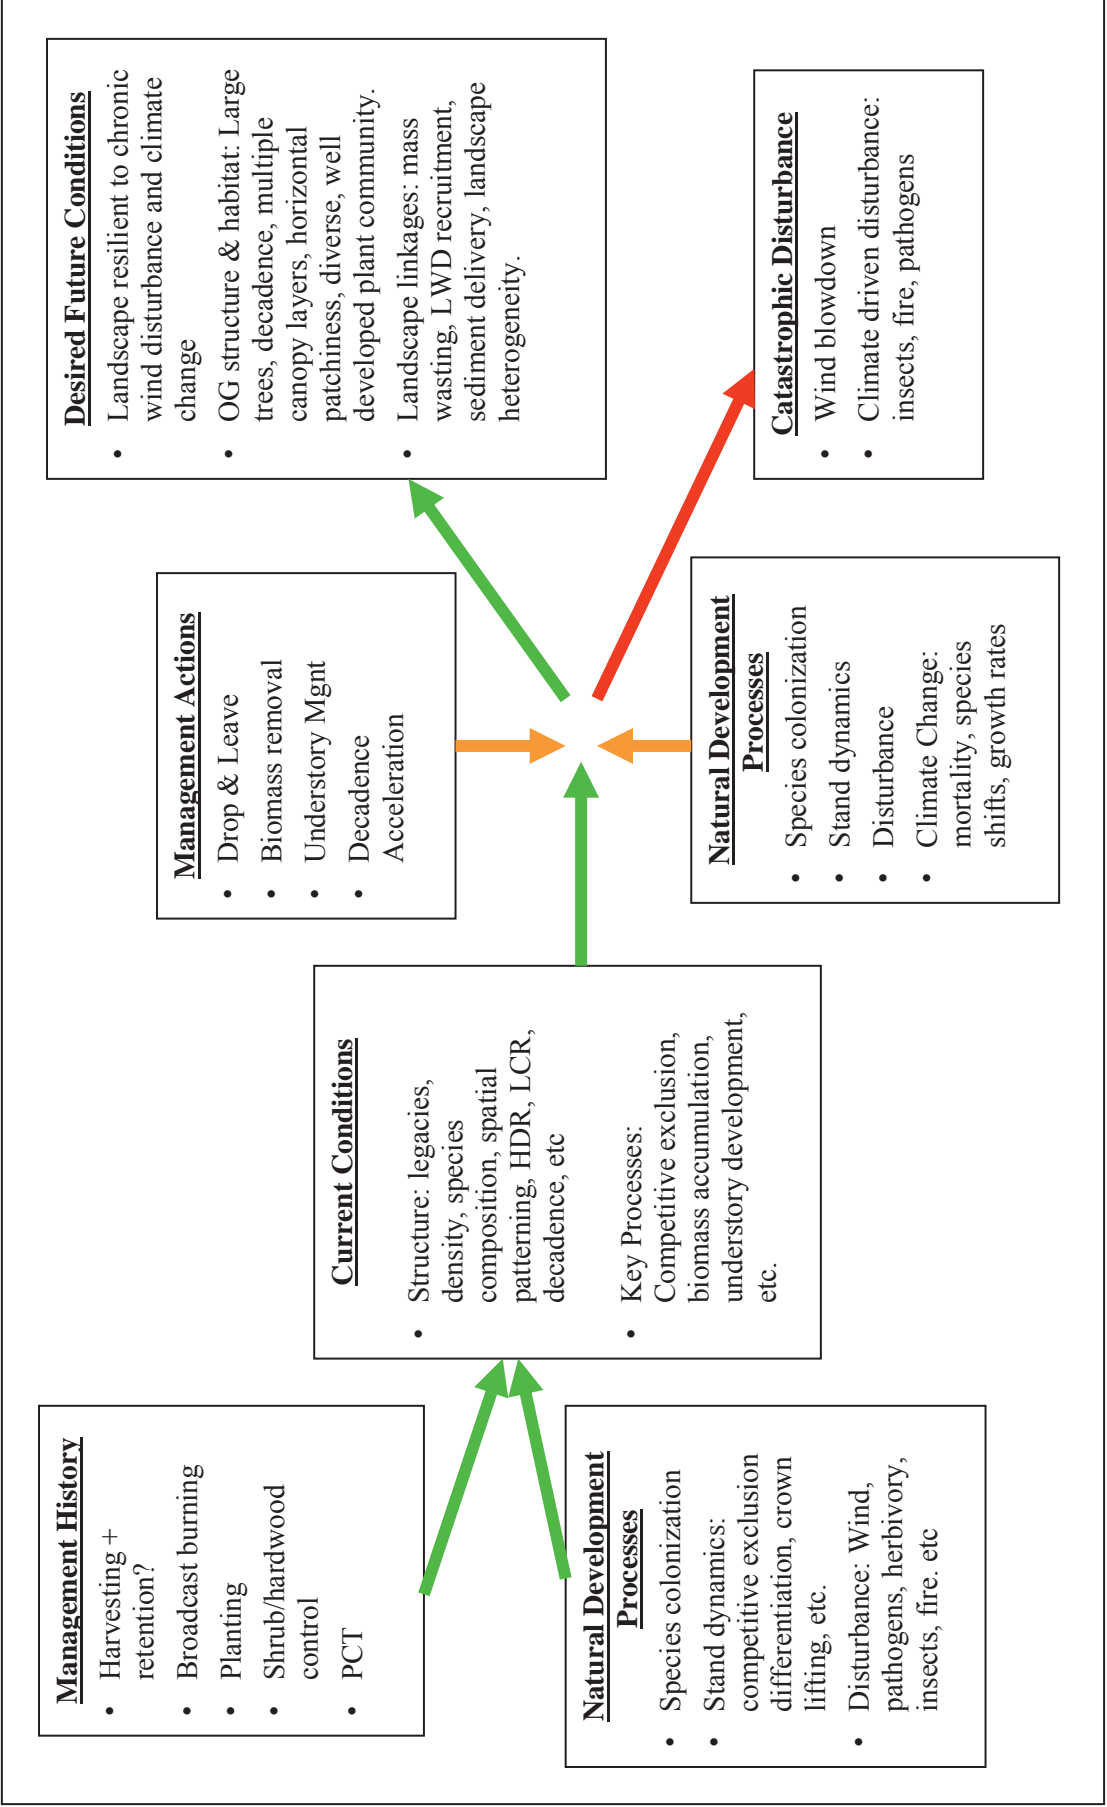 Management History
• Harvesting +
retention?
• Broadcast burning
• Planting
• Shrub/hardwood
control
• PCT
Natural Development
Processes
• Species colonization
• Stand dynamics:
competitive exclusion
differentiation, crown
lifting, etc.
• Disturbance: Wind,
pathogens, herbivory,
insects, fire. etc
Current Conditions
• Structure: legacies,
density, species
composition, spatial
patterning, HDR, LCR,
decadence, etc
• Key Processes:
Competitive exclusion,
biomass accumulation,
understory development,
etc.
Management Actions
• Drop & Leave
• Biomass removal
• Understory Mgnt
• Decadence
Acceleration
Natural Development
Processes
• Species colonization
• Stand dynamics
• Disturbance
• Climate Change:
mortality, species
shifts, growth rates
Desired Future Conditions
• Landscape resilient to chronic
wind disturbance and climate
change
• OG structure & habitat: Large
trees, decadence, multiple
canopy layers, horizontal
patchiness, diverse, well
developed plant community.
• Landscape linkages: mass
wasting, LWD recruitment,
sediment delivery, landscape
heterogeneity.
Catastrophic Disturbance
• Wind blowdown
• Climate driven disturbance:
insects, fire, pathogens